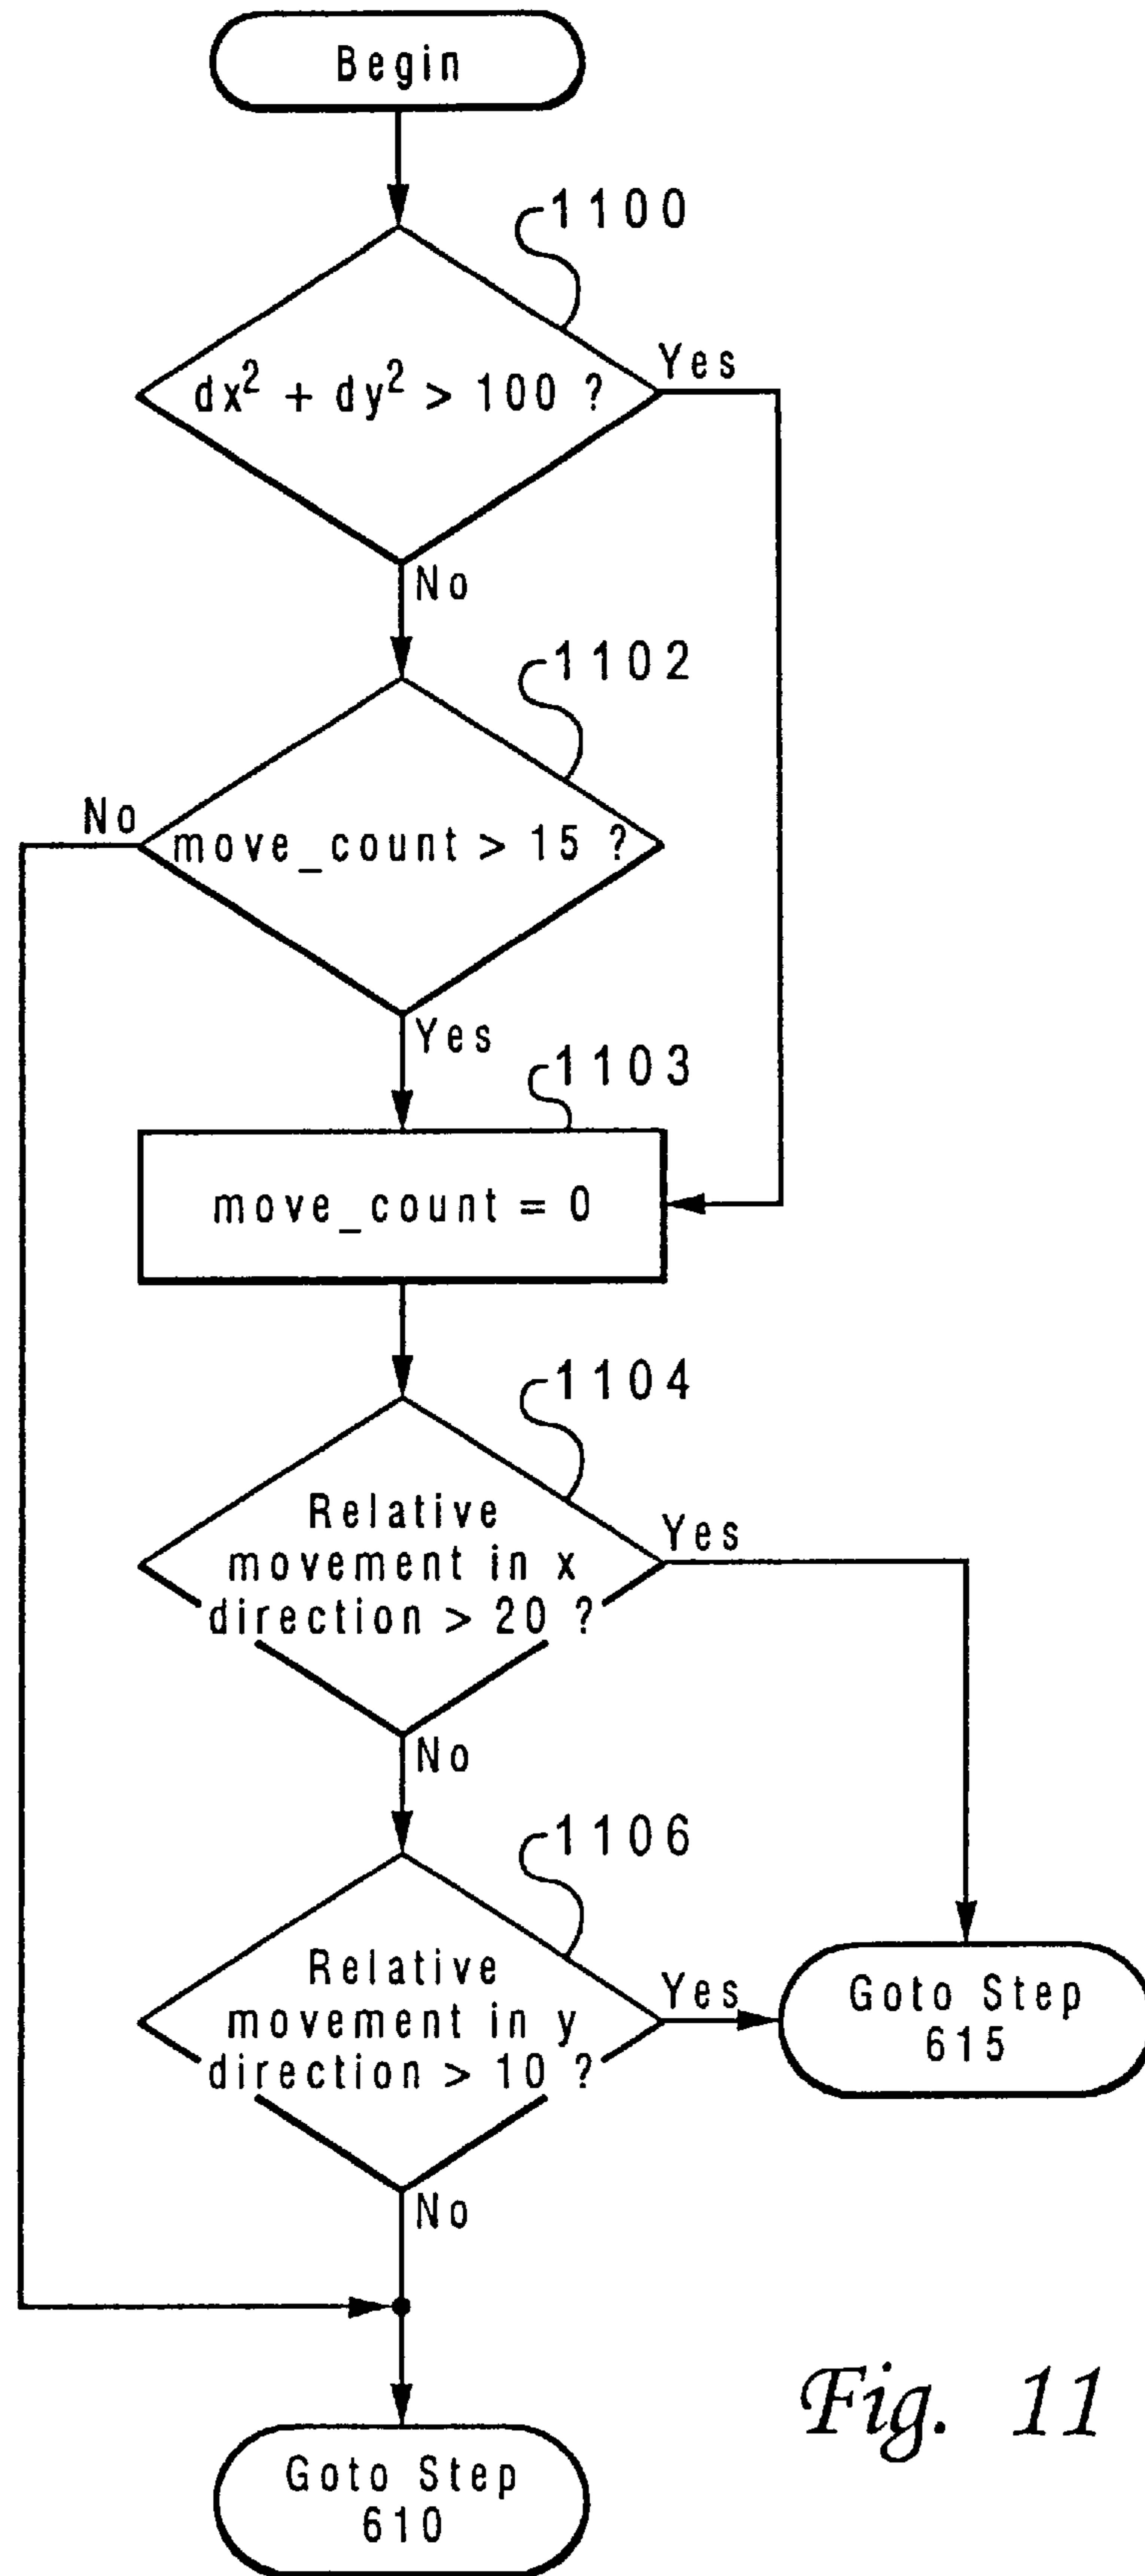 Begin
1100
dx² + dy² > 100 ?
Yes
No
1102
No
move_count > 15 ?
Yes
1103
move_count = 0
1104
Relative
movement in x
direction > 20 ?
Yes
No
1106
Relative
movement in y
direction > 10 ?
Yes
Goto Step
615
No
Fig. 11
Goto Step
610